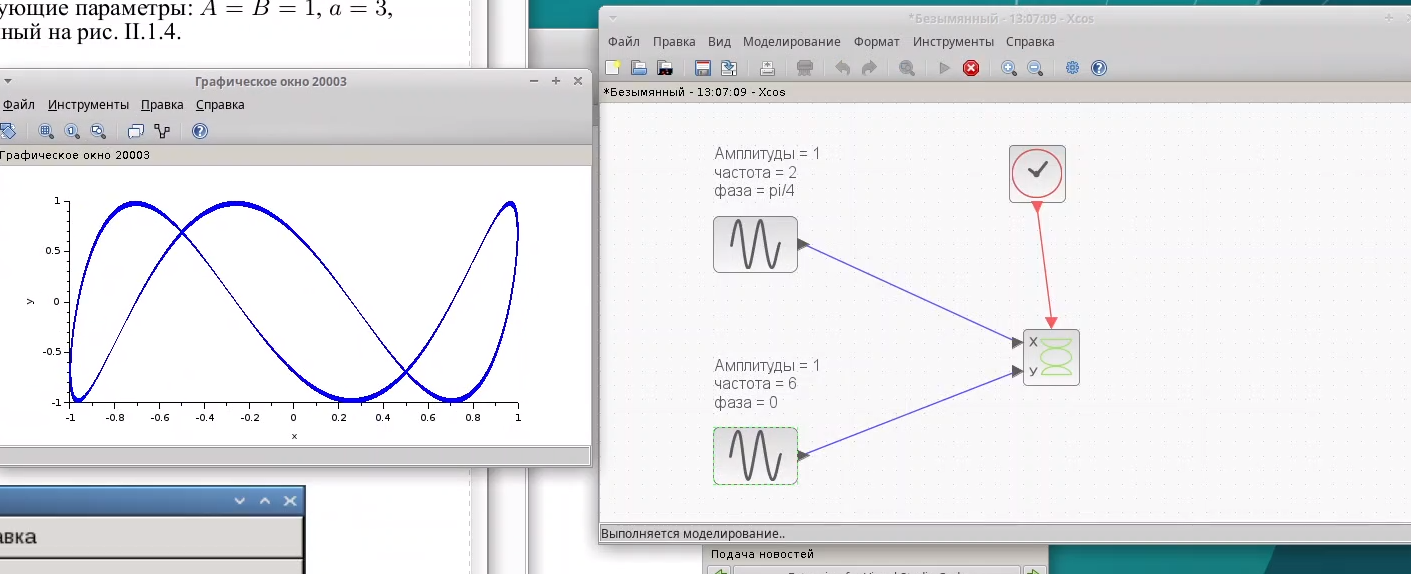 ующие параметры: A = B = 1, a = 3,
ный на рис. II.1.4.
Графическое окно 20003
Файл Инструменты Правка Справка
Графическое окно 20003
1
0.5
0
-0.5
-1
y
-1 -0.8 -0.6 -0.4 -0.2 0 0.2 0.4 0.6 0.8 1
x
авка
*Безымянный - 13:07:09 - Xcos
Файл Правка Вид Моделирование Формат Инструменты Справка
*Безымянный - 13:07:09 - Xcos
Амплитуды = 1
частота = 2
фаза = pi/4
X
У
Амплитуды = 1
частота = 6
фаза = 0
Выполняется моделирование..
Подача новостей